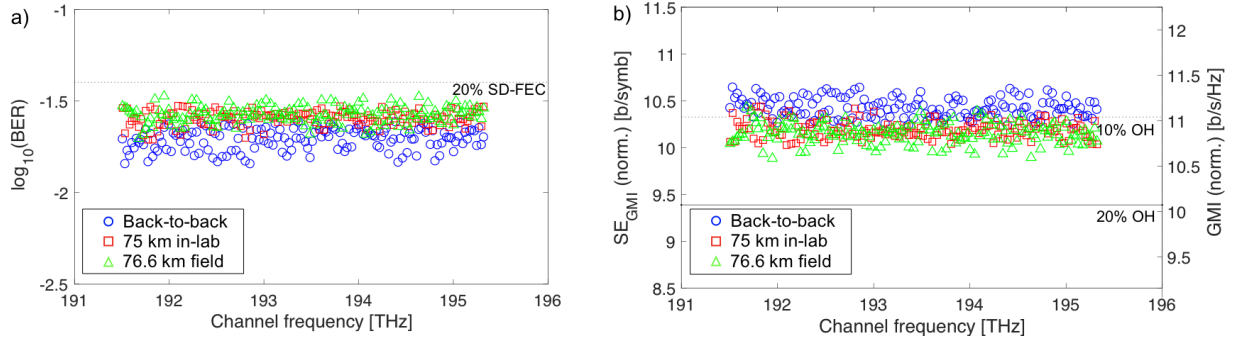 a)
-1
-1.5
-2
-2.5
log10(BER)
20% SD-FEC
Back-to-back
75 km in-lab
76.6 km field
191 192 193 194 195 196
Channel frequency [THz]
b)
11.5
11
10.5
10
9.5
9
8.5
SEGMI (norm.) [b/symb]
10% OH
20% OH
Back-to-back
75 km in-lab
76.6 km field
191 192 193 194 195 196
Channel frequency [THz]
12
11.5
11
10.5
10
9.5
GMI (norm.) [b/s/Hz]